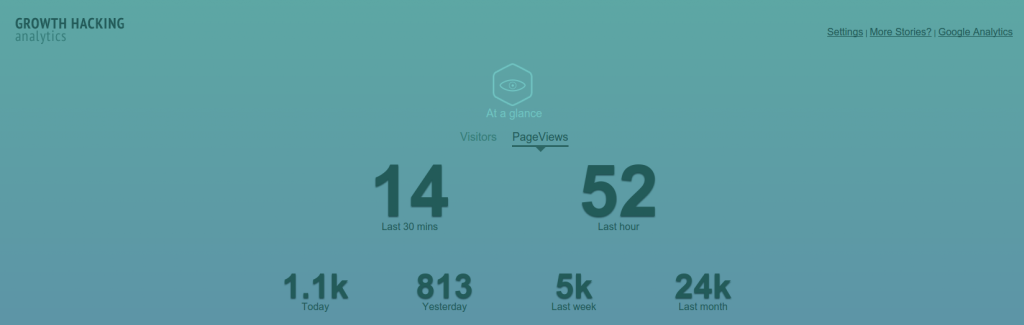 GROWTH HACKING
analytics
Settings | More Stories? | Google Analytics
At a glance
Visitors PageViews
14 52
Last 30 mins Last hour
1.1k 813 5k 24k
Today Yesterday Last week Last month